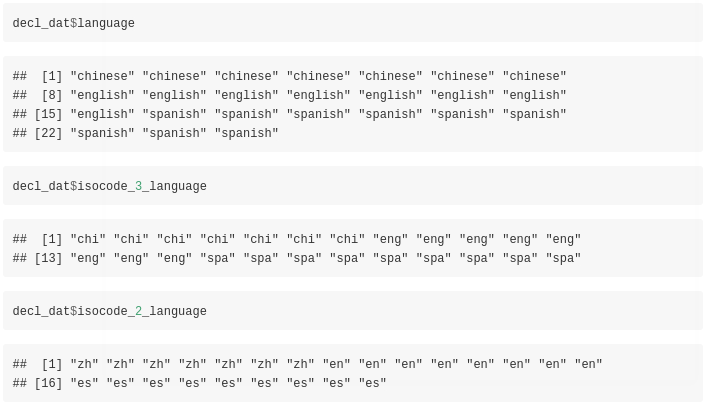 decl_dat$language
##  [1] "chinese" "chinese" "chinese" "chinese" "chinese" "chinese" "chinese"
##  [8] "english" "english" "english" "english" "english" "english" "english"
## [15] "english" "spanish" "spanish" "spanish" "spanish" "spanish" "spanish"
## [22] "spanish" "spanish" "spanish"
decl_dat$isocode_3_language
##  [1] "chi" "chi" "chi" "chi" "chi" "chi" "chi" "eng" "eng" "eng" "eng" "eng"
## [13] "eng" "eng" "eng" "spa" "spa" "spa" "spa" "spa" "spa" "spa" "spa" "spa"
decl_dat$isocode_2_language
##  [1] "zh" "zh" "zh" "zh" "zh" "zh" "zh" "en" "en" "en" "en" "en" "en" "en" "en"
## [16] "es" "es" "es" "es" "es" "es" "es" "es" "es"